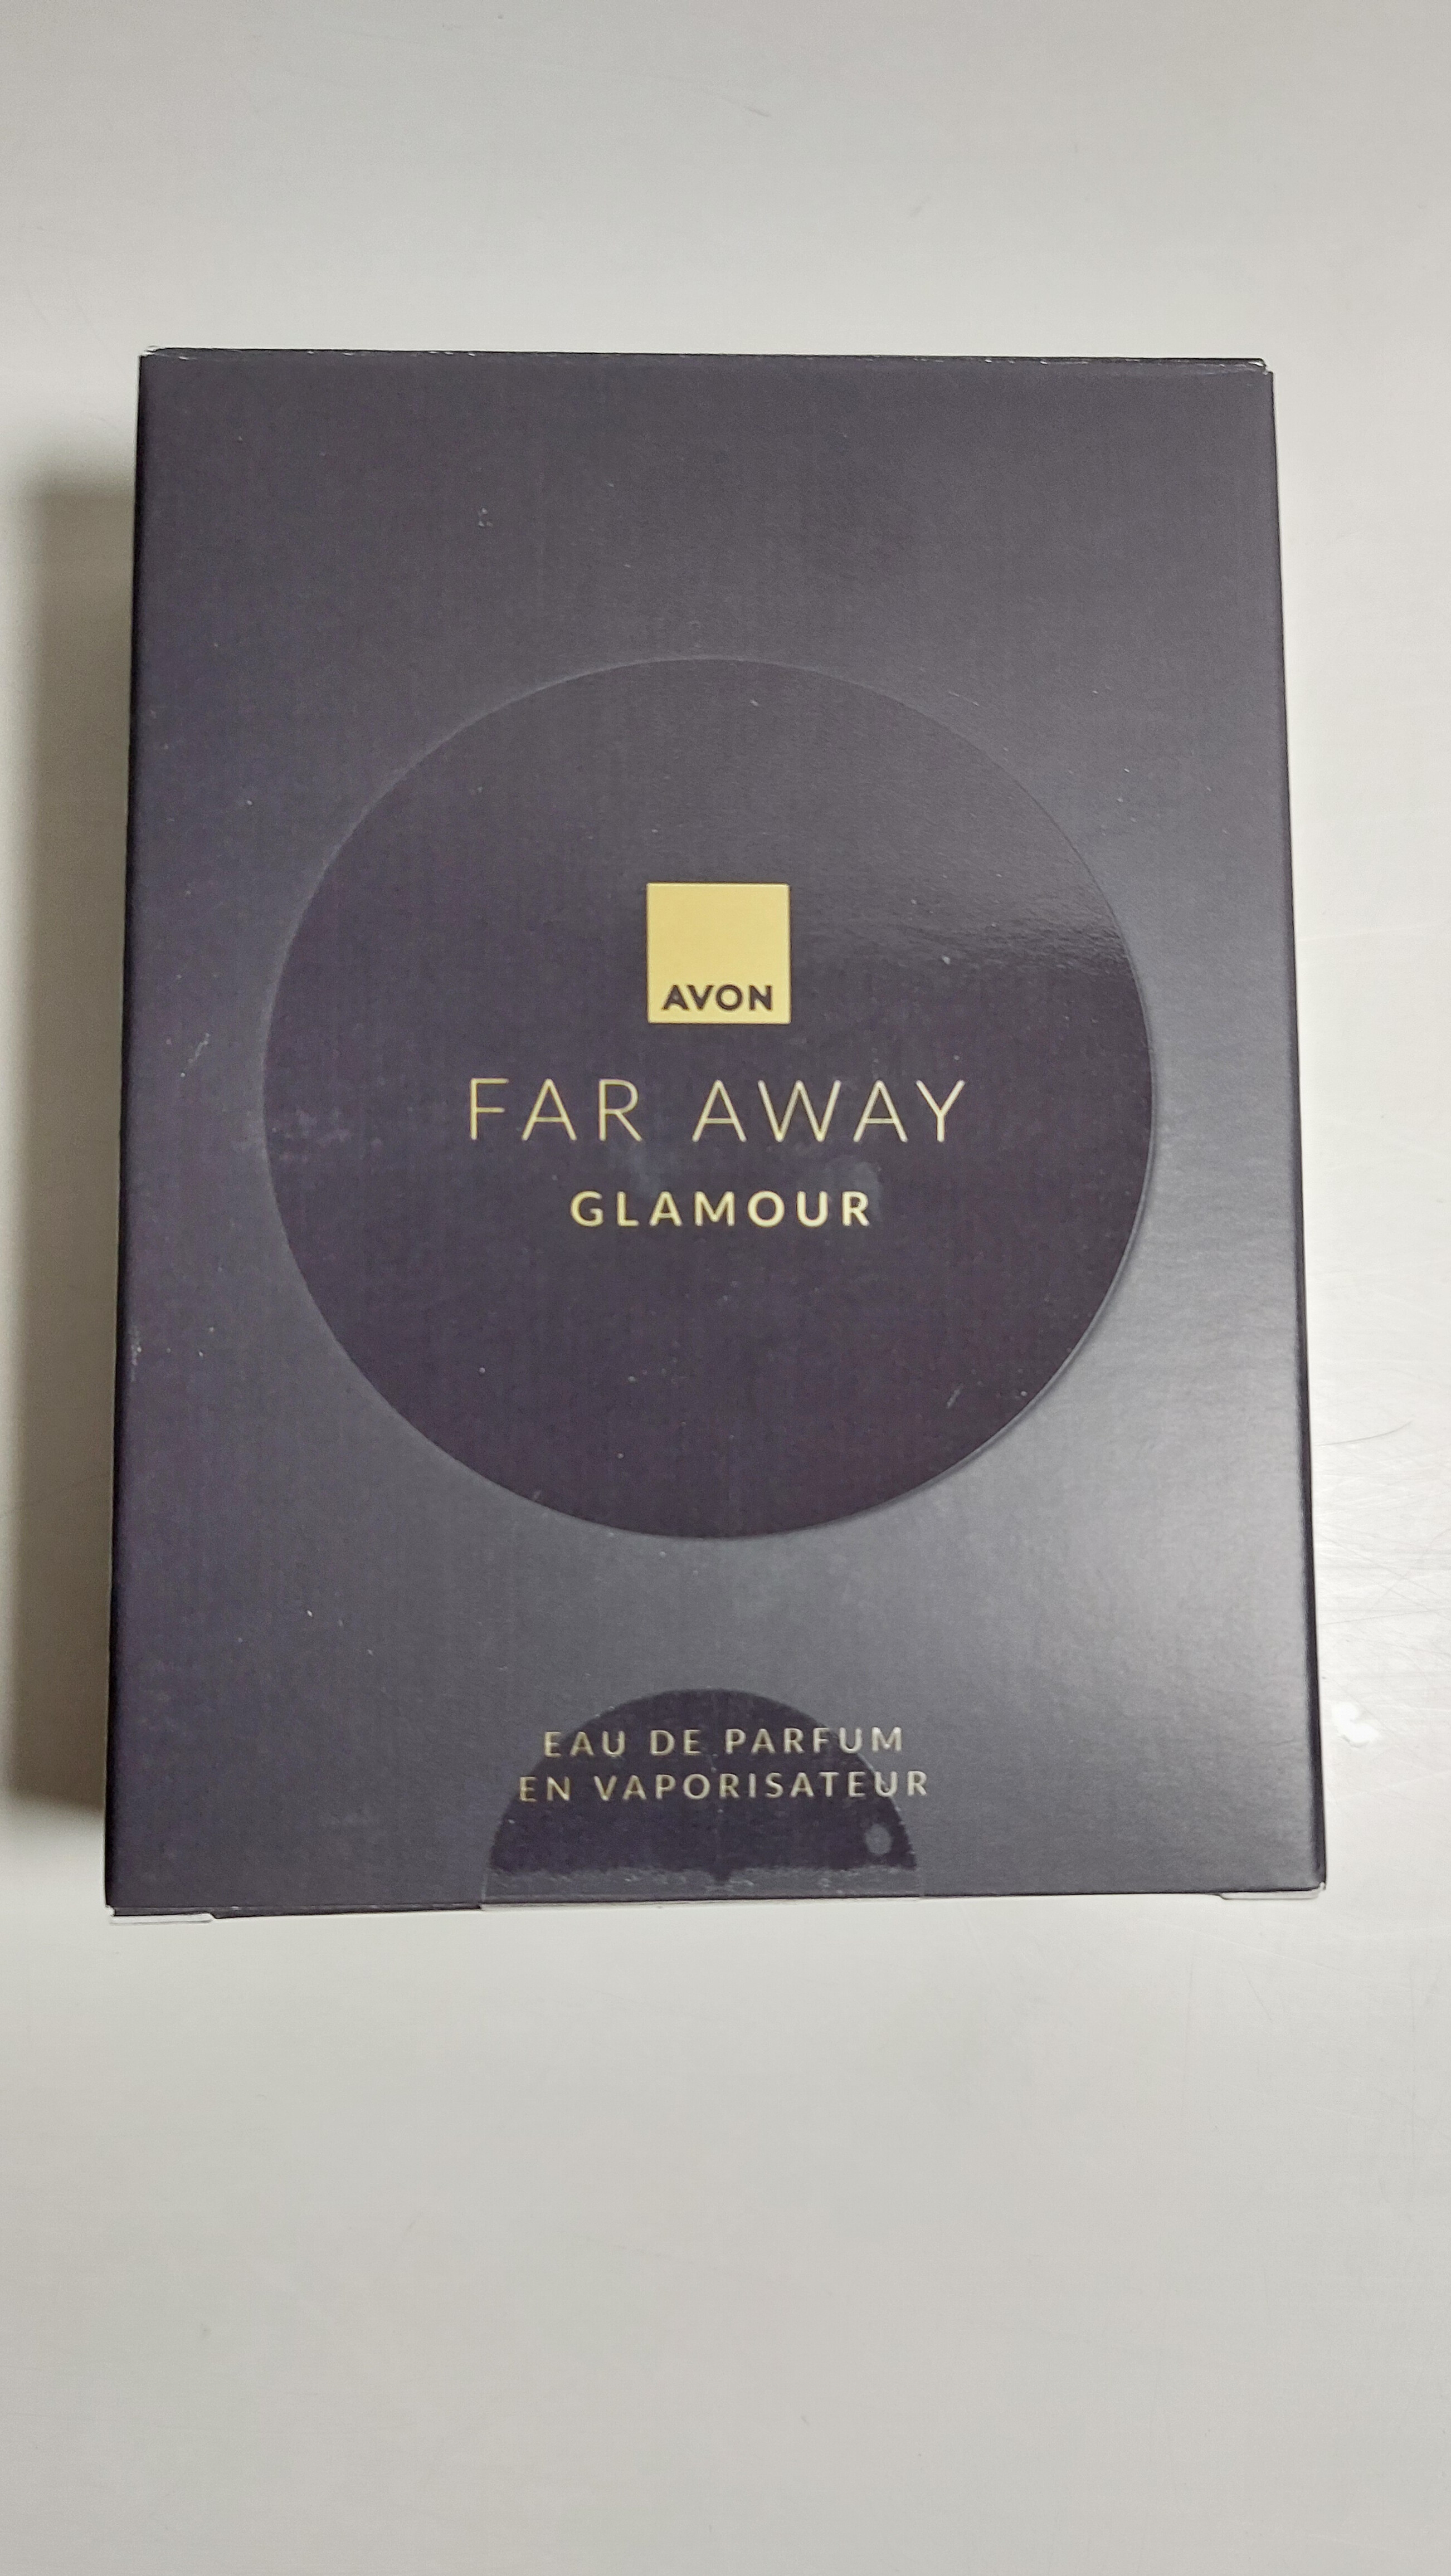 AVON
FAR AWAY
GLAMOUR
EAU DE PARFUM
EN VAPORISATEUR